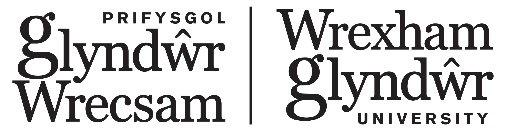 PRIFYSGOL
glyndŵr
Wrecsam
Wrexham
glyndŵr
UNIVERSITY